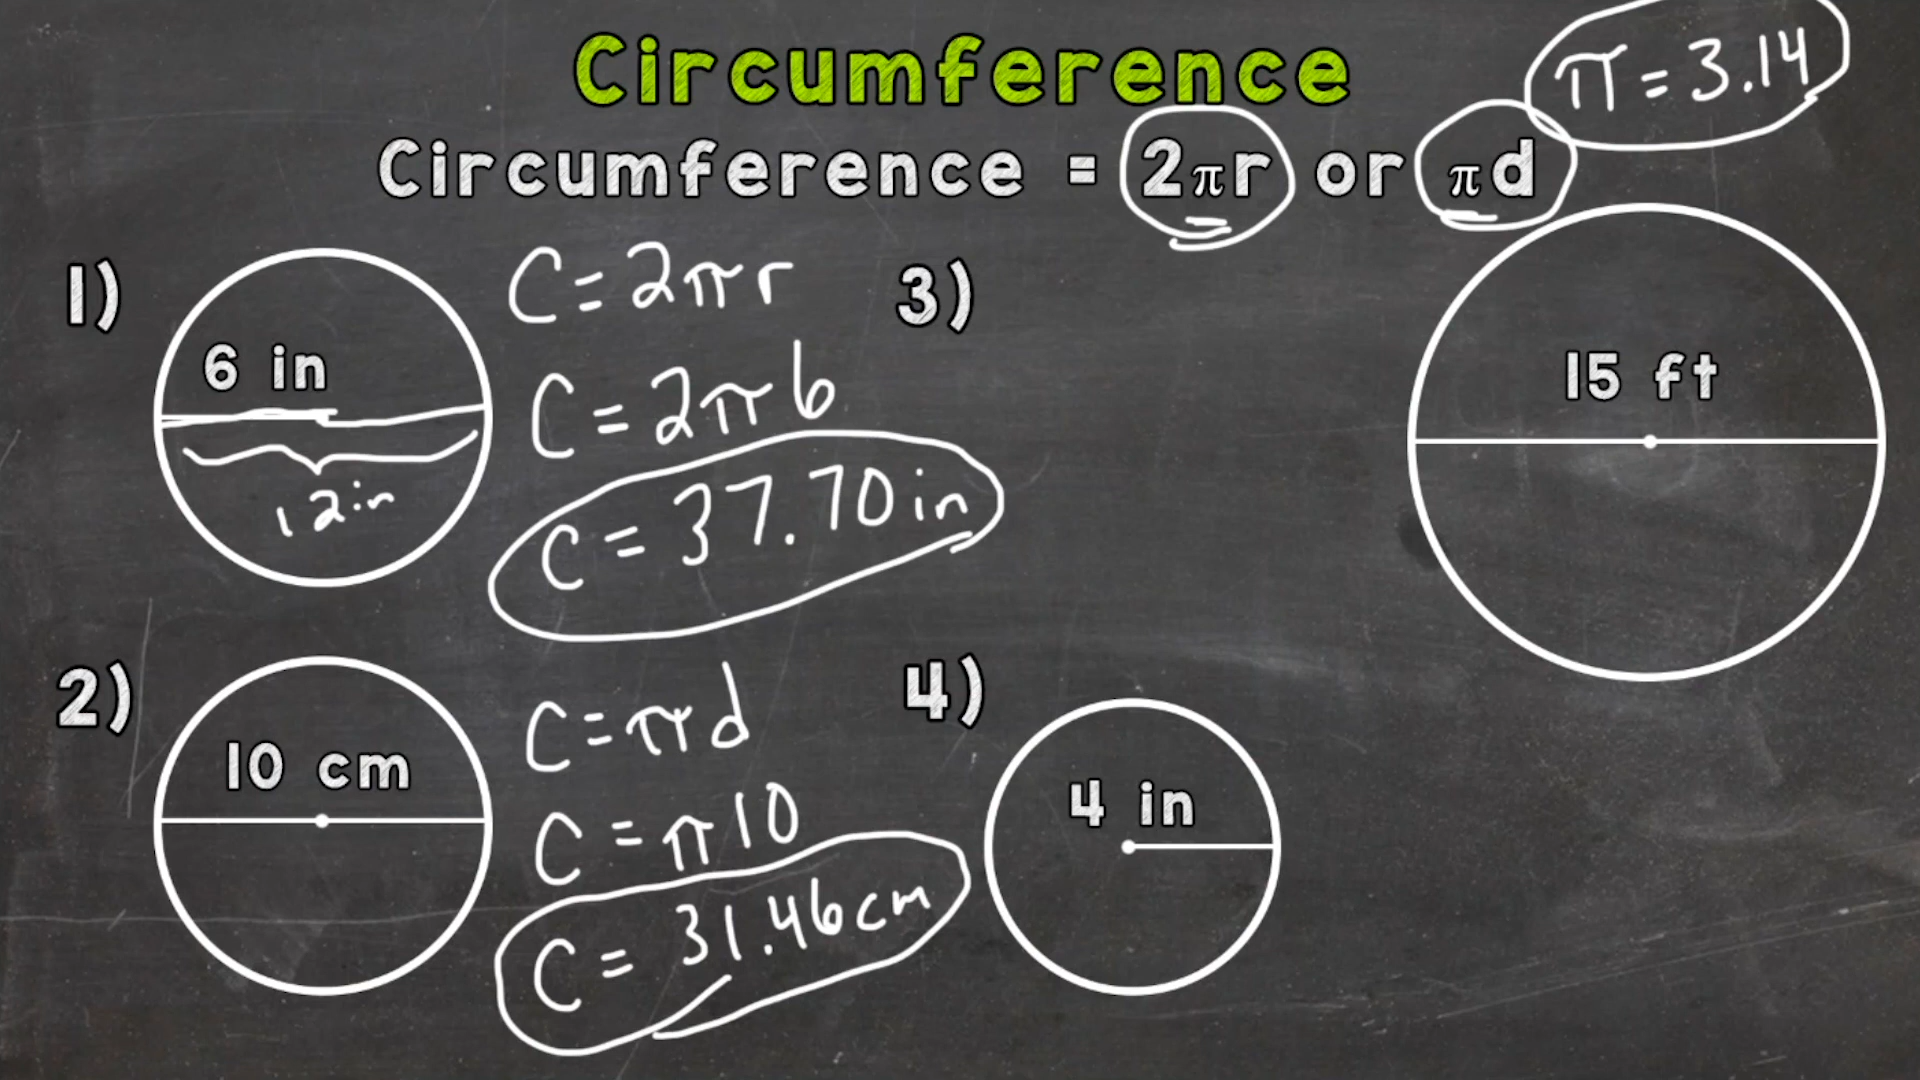 Circumference
π = 3.14
Circumference = 2πr or πd
1)
6 in
12 in
C = 2πr
C = 2π6
C = 37.70 in
2)
10 cm
C = πd
C = π10
C = 31.46 cm
3)
15 ft
4)
4 in